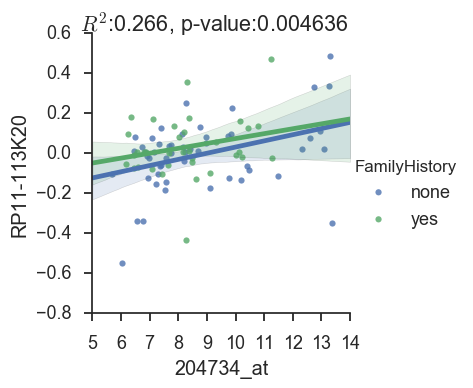 R²:0.266, p-value:0.004636
0.6
0.4
0.2
0.0
−0.2
−0.4
−0.6
−0.8
RP11-113K20
5 6 7 8 9 10 11 12 13 14
204734_at
FamilyHistory
none
yes